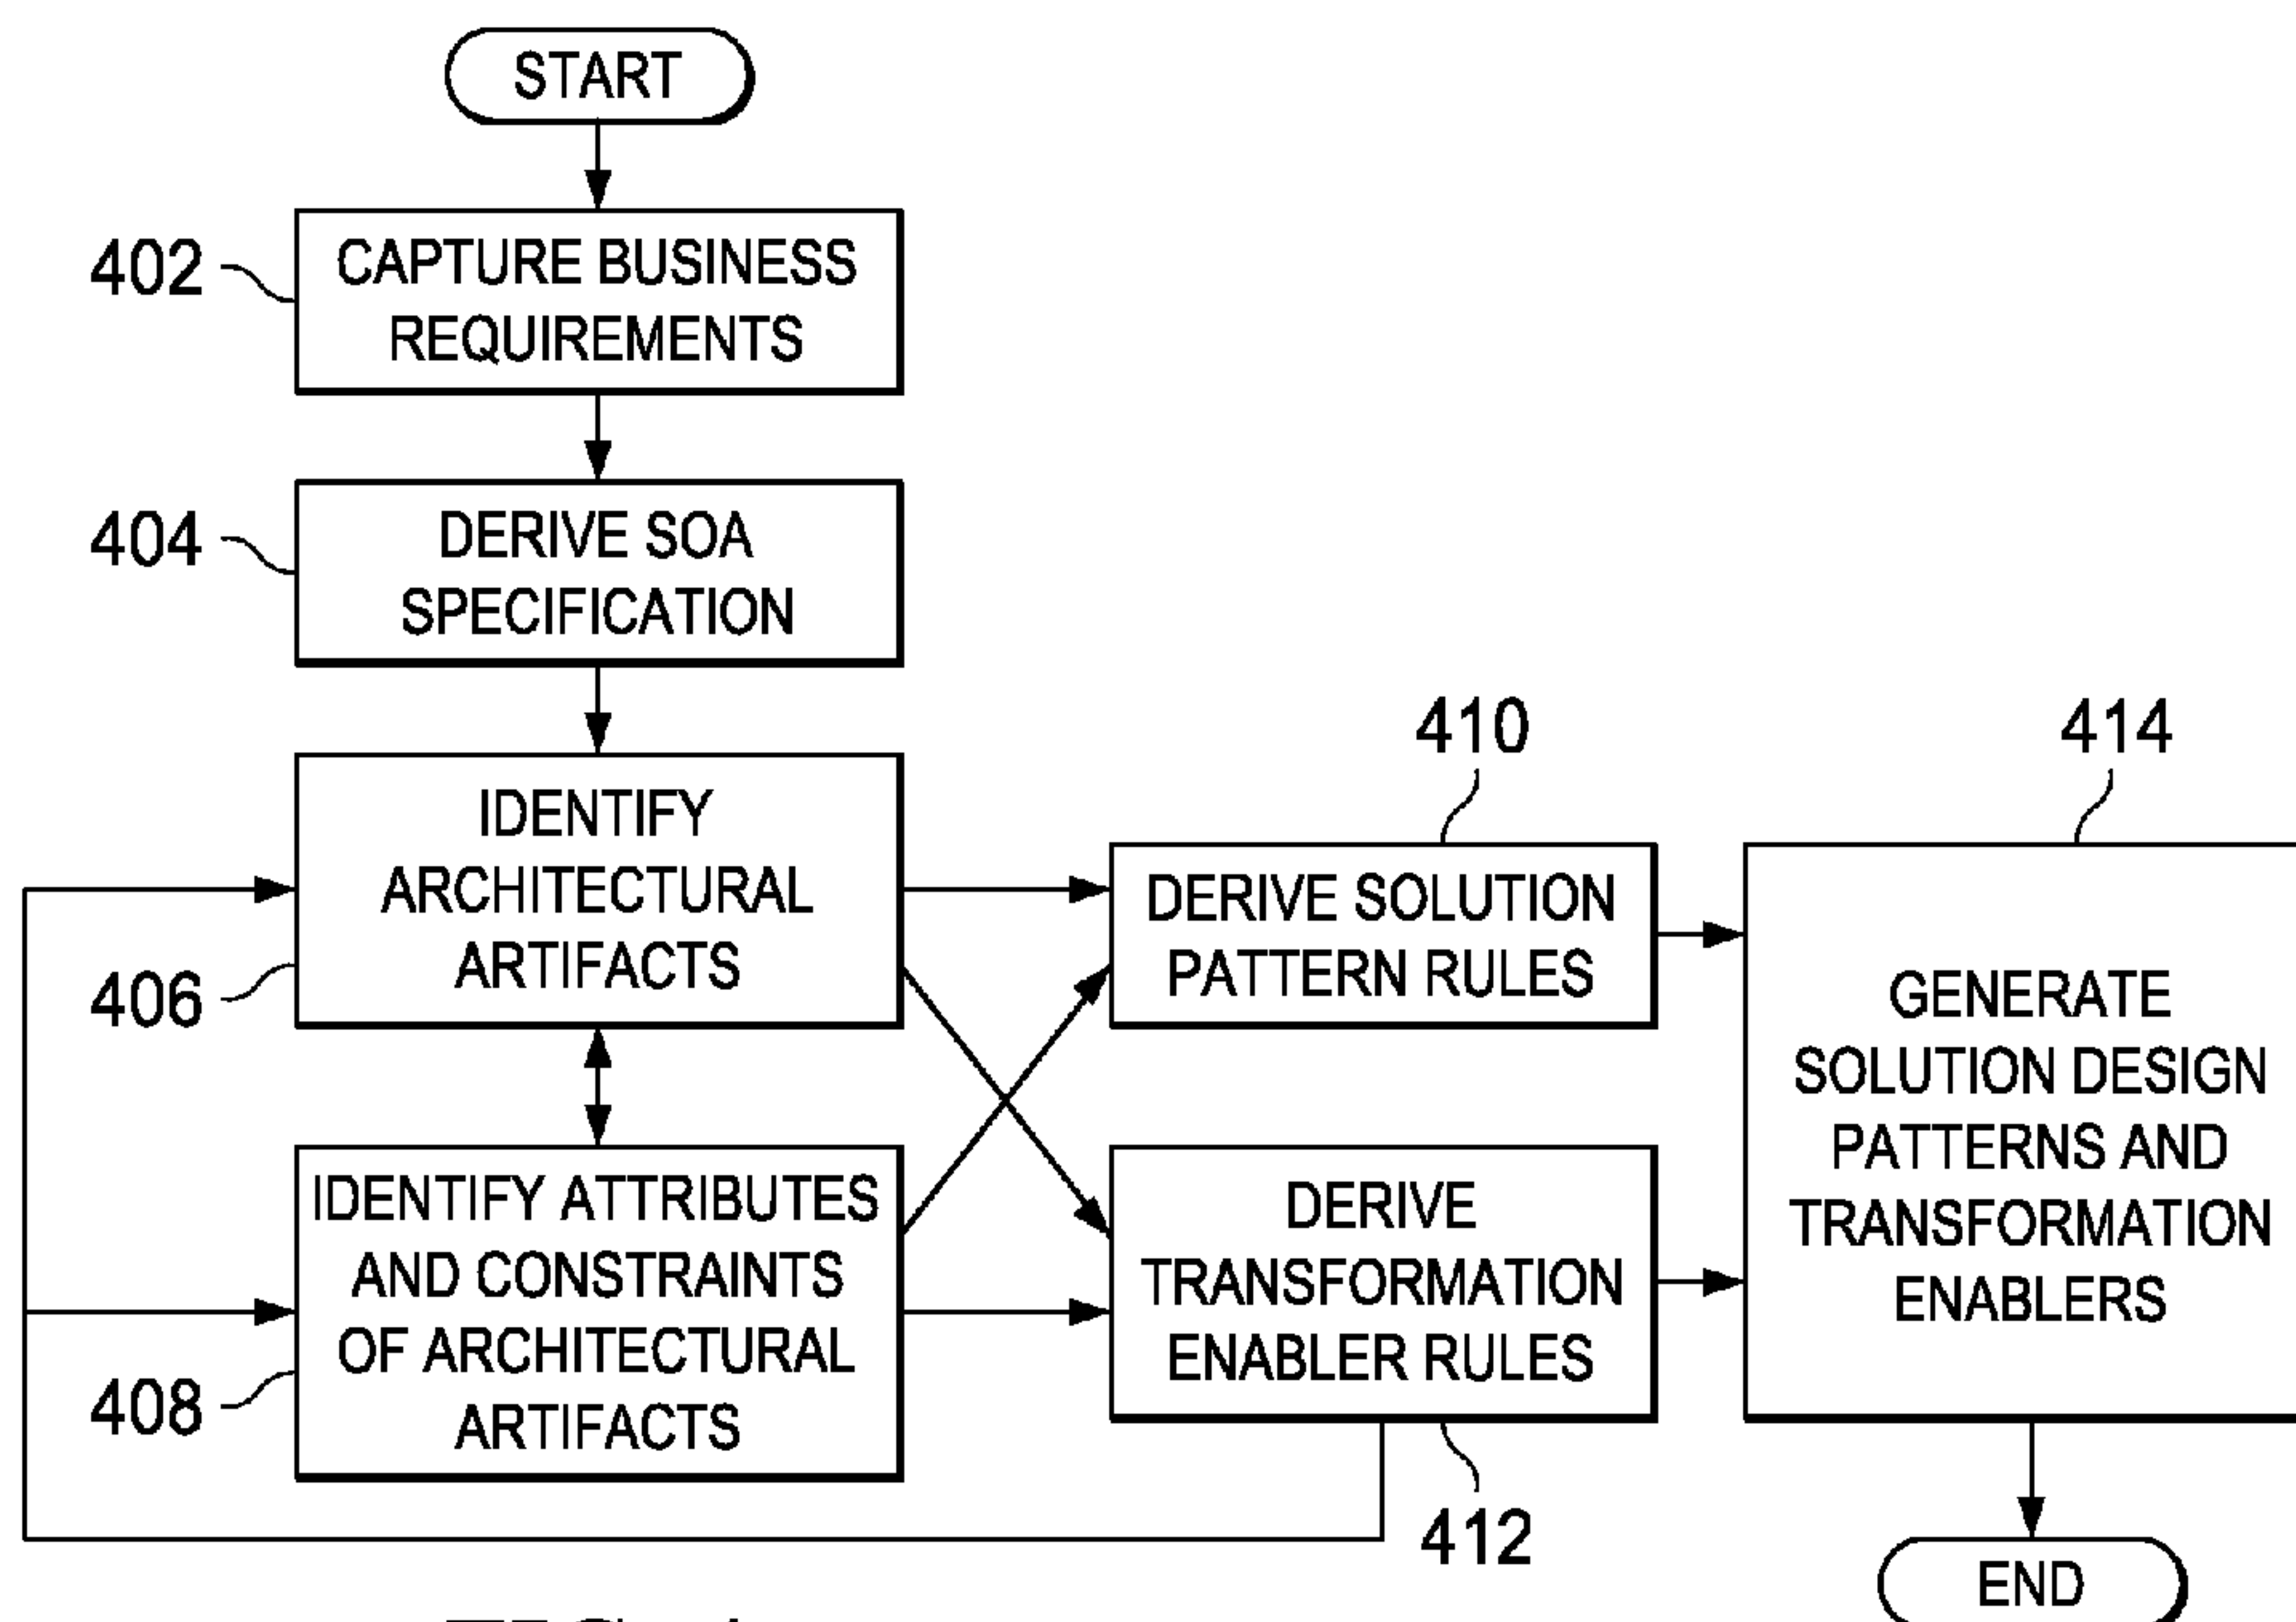 START
402
CAPTURE BUSINESS
REQUIREMENTS
404
DERIVE SOA
SPECIFICATION
406
IDENTIFY
ARCHITECTURAL
ARTIFACTS
408
IDENTIFY ATTRIBUTES
AND CONSTRAINTS
OF ARCHITECTURAL
ARTIFACTS
410
DERIVE SOLUTION
PATTERN RULES
412
DERIVE
TRANSFORMATION
ENABLER RULES
414
GENERATE
SOLUTION DESIGN
PATTERNS AND
TRANSFORMATION
ENABLERS
END